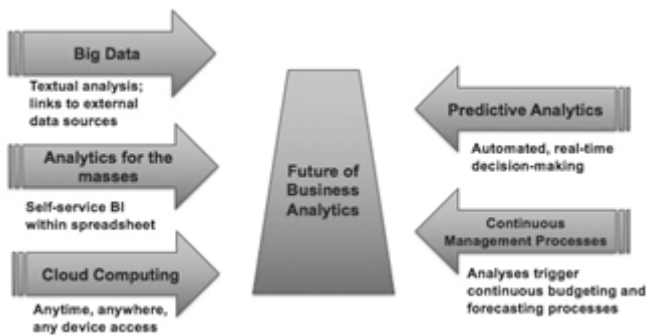 Big Data
Textual analysis;
links to external
data sources
Analytics for the
masses
Self-service BI
within spreadsheet
Cloud Computing
Anytime, anywhere,
any device access
Future of
Business
Analytics
Predictive Analytics
Automated, real-time
decision-making
Continuous
Management Processes
Analyses trigger
continuous budgeting and
forecasting processes